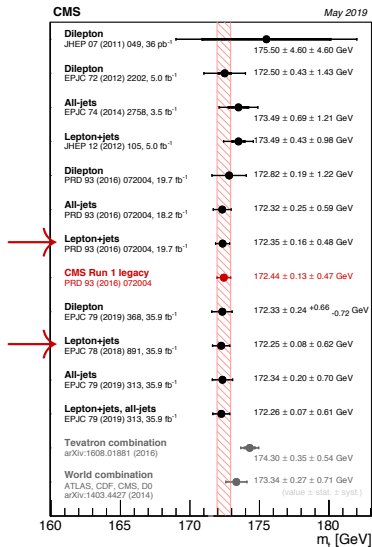 CMS May 2019
Dilepton
JHEP 07 (2011) 049, 36 pb⁻¹
175.50 ± 4.60 ± 4.60 GeV
Dilepton
EPJC 72 (2012) 2202, 5.0 fb⁻¹
172.50 ± 0.43 ± 1.43 GeV
All-jets
EPJC 74 (2014) 2758, 3.5 fb⁻¹
173.49 ± 0.69 ± 1.21 GeV
Lepton+jets
JHEP 12 (2012) 105, 5.0 fb⁻¹
173.49 ± 0.43 ± 0.98 GeV
Dilepton
PRD 93 (2016) 072004, 19.7 fb⁻¹
172.82 ± 0.19 ± 1.22 GeV
All-jets
PRD 93 (2016) 072004, 18.2 fb⁻¹
172.32 ± 0.25 ± 0.59 GeV
Lepton+jets
PRD 93 (2016) 072004, 19.7 fb⁻¹
172.35 ± 0.16 ± 0.48 GeV
CMS Run 1 legacy
PRD 93 (2016) 072004
172.44 ± 0.13 ± 0.47 GeV
Dilepton
EPJC 79 (2019) 368, 35.9 fb⁻¹
172.33 ± 0.24 +0.66 -0.72 GeV
Lepton+jets
EPJC 78 (2018) 891, 35.9 fb⁻¹
172.25 ± 0.08 ± 0.62 GeV
All-jets
EPJC 79 (2019) 313, 35.9 fb⁻¹
172.34 ± 0.20 ± 0.70 GeV
Lepton+jets, all-jets
EPJC 79 (2019) 313, 35.9 fb⁻¹
172.26 ± 0.07 ± 0.61 GeV
Tevatron combination
arXiv:1608.01881 (2016)
174.30 ± 0.35 ± 0.54 GeV
World combination
ATLAS, CDF, CMS, D0
arXiv:1403.4427 (2014)
173.34 ± 0.27 ± 0.71 GeV
(value ± stat. ± syst.)
160 165 170 175 180
mₜ [GeV]